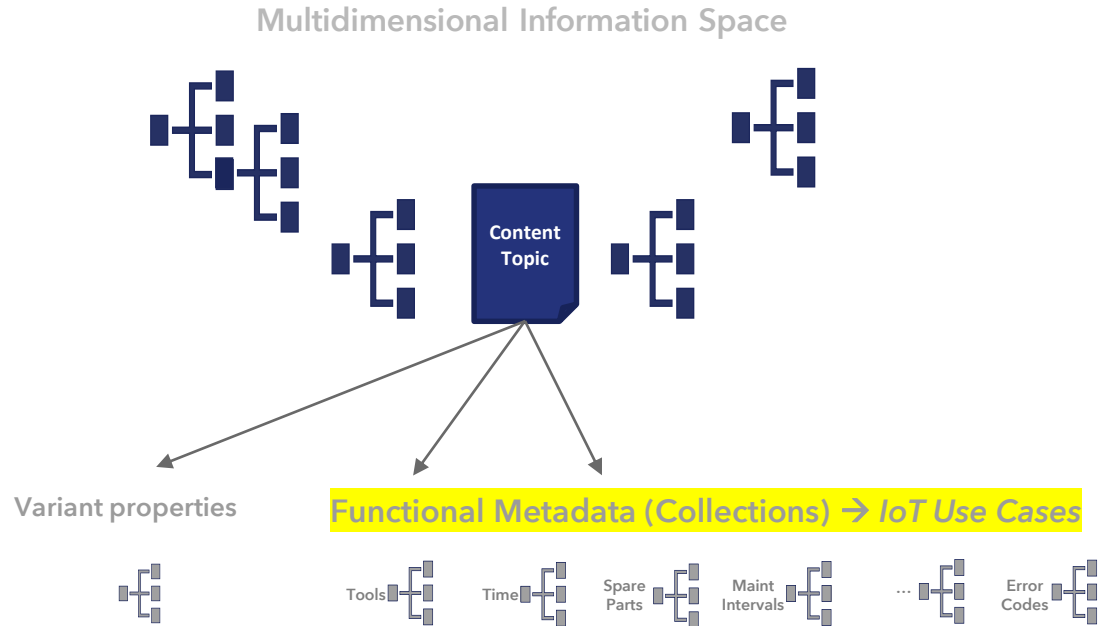 Multidimensional Information Space
Content
Topic
Variant properties
Functional Metadata (Collections) → IoT Use Cases
Tools
Time
Spare
Parts
Maint
Intervals
...
Error
Codes